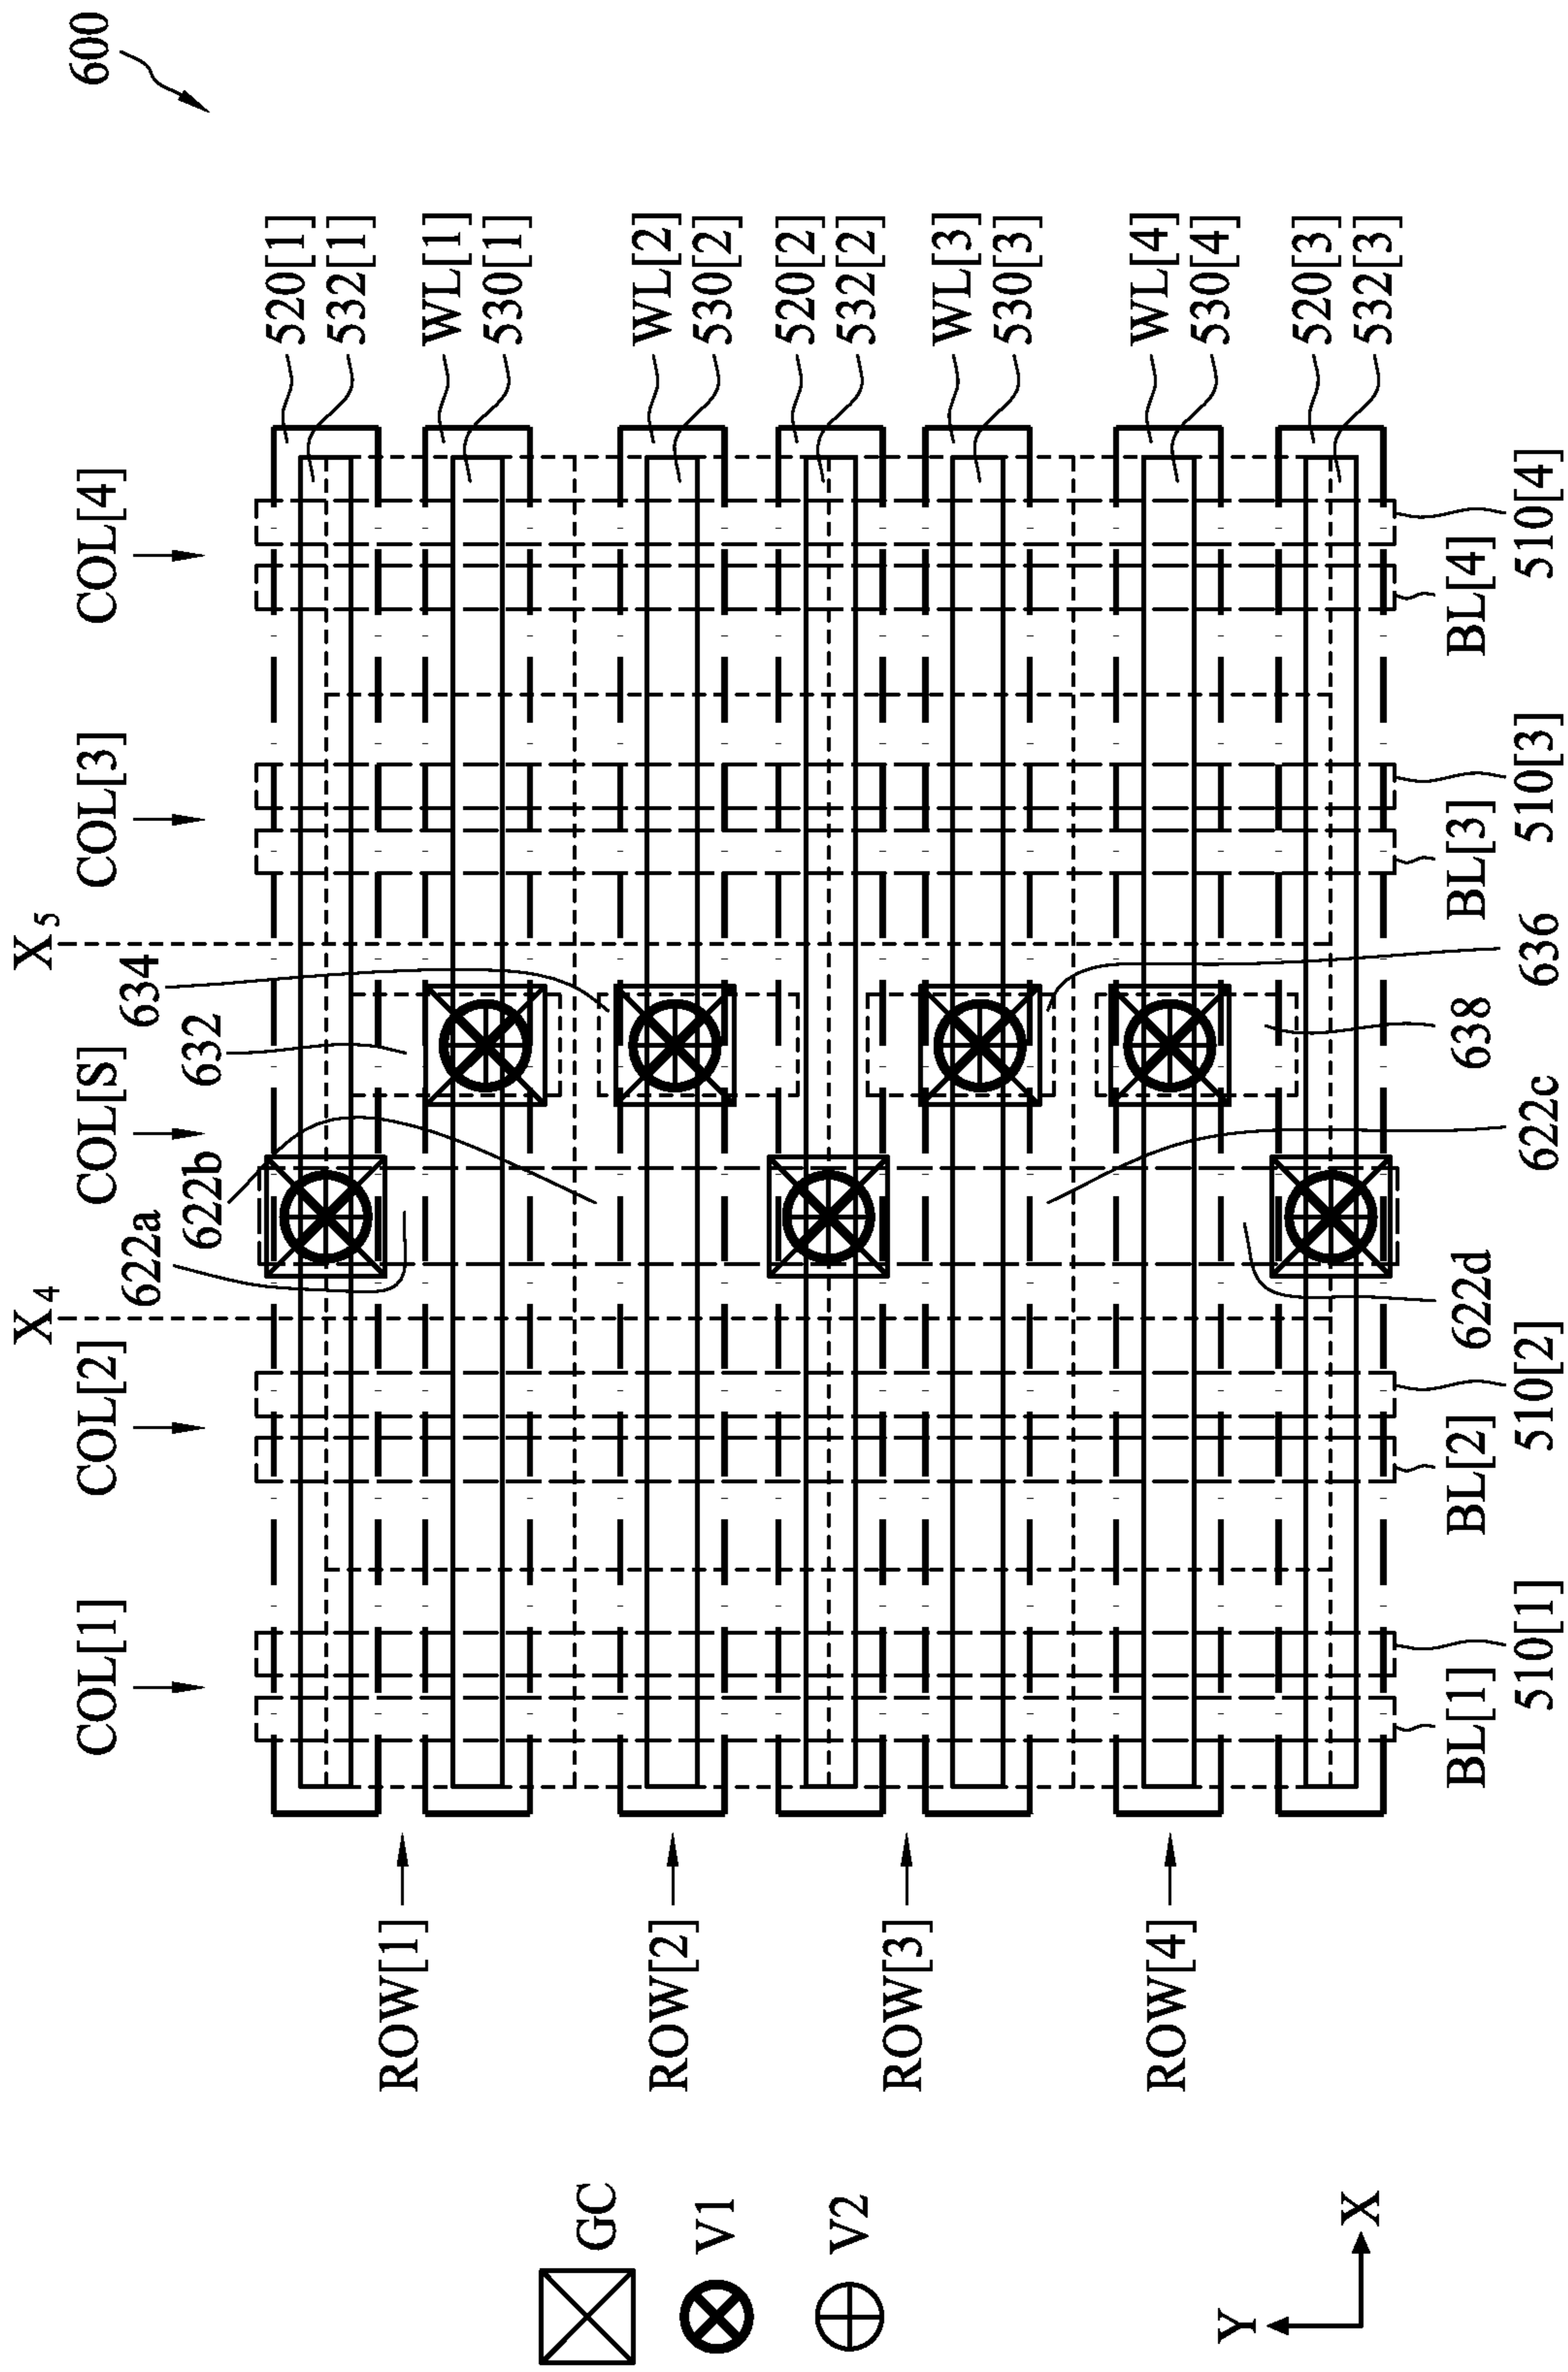 600
X4
X5
COL[1]
COL[2]
COL[S]
COL[3]
COL[4]
622a
622b
632
634
520[1]
532[1]
WL[1]
530[1]
WL[2]
530[2]
520[2]
532[2]
WL[3]
530[3]
WL[4]
530[4]
520[3]
532[3]
ROW[1]
ROW[2]
ROW[3]
ROW[4]
BL[1]
510[1]
BL[2]
510[2]
622d
622c
638
636
BL[3]
510[3]
BL[4]
510[4]
GC
V1
V2
Y
X